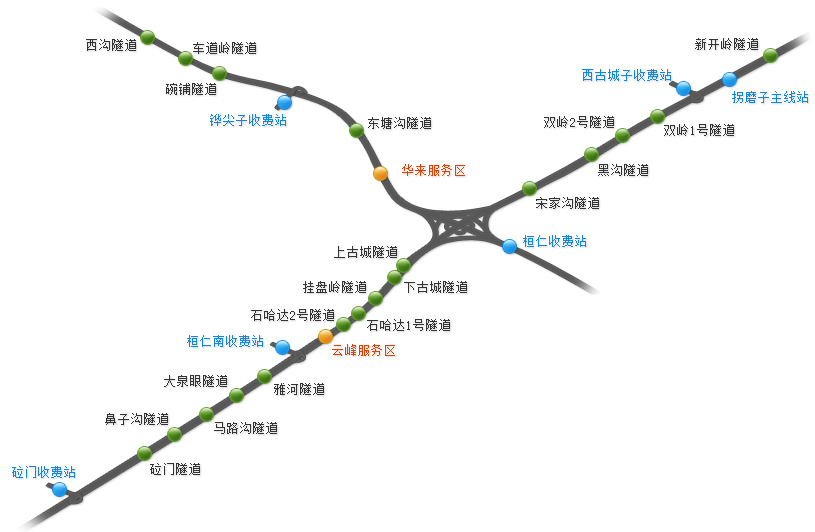 新开岭隧道
西沟隧道
车道岭隧道
西古城子收费站
碗铺隧道
拐磨子主线站
铧尖子收费站
东塘沟隧道
双岭2号隧道
双岭1号隧道
华来服务区
黑沟隧道
宋家沟隧道
桓仁收费站
上古城隧道
挂盘岭隧道
下古城隧道
石哈达2号隧道
石哈达1号隧道
桓仁南收费站
云峰服务区
大泉眼隧道
雅河隧道
鼻子沟隧道
马路沟隧道
砬门收费站
砬门隧道